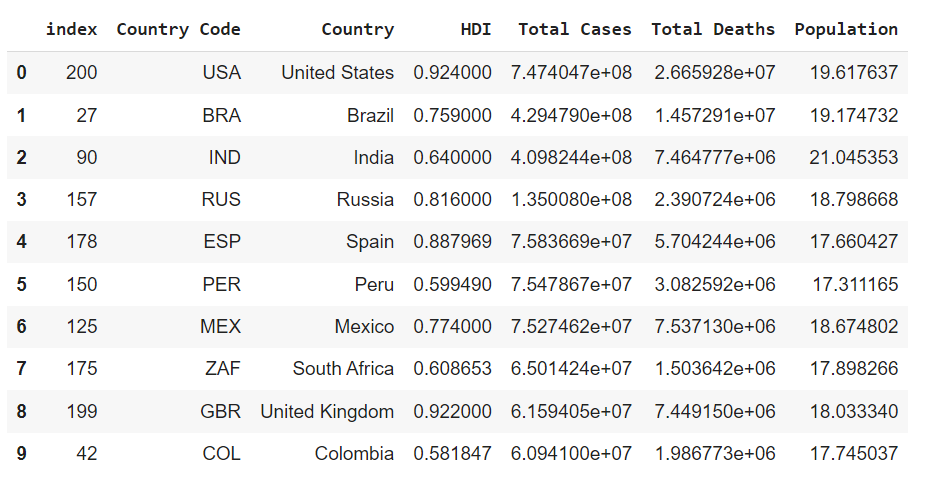 index Country Code Country HDI Total Cases Total Deaths Population
0 200 USA United States 0.924000 7.474047e+08 2.665928e+07 19.617637
1 27 BRA Brazil 0.759000 4.294790e+08 1.457291e+07 19.174732
2 90 IND India 0.640000 4.098244e+08 7.464777e+06 21.045353
3 157 RUS Russia 0.816000 1.350080e+08 2.390724e+06 18.798668
4 178 ESP Spain 0.887969 7.583669e+07 5.704244e+06 17.660427
5 150 PER Peru 0.599490 7.547867e+07 3.082592e+06 17.311165
6 125 MEX Mexico 0.774000 7.527462e+07 7.537130e+06 18.674802
7 175 ZAF South Africa 0.608653 6.501424e+07 1.503642e+06 17.898266
8 199 GBR United Kingdom 0.922000 6.159405e+07 7.449150e+06 18.033340
9 42 COL Colombia 0.581847 6.094100e+07 1.986773e+06 17.745037